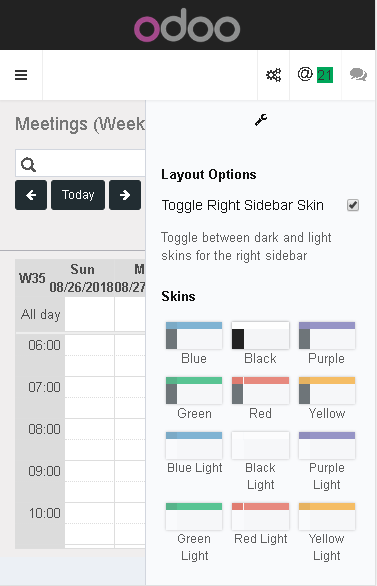 odoo
21
Meetings (Week
Today
Layout Options
Toggle Right Sidebar Skin
Toggle between dark and light
skins for the right sidebar
W35
Sun
08/26/2018
M
08/27
All day
06:00
07:00
08:00
09:00
10:00
Skins
Blue
Black
Purple
Green
Red
Yellow
Blue Light
Black
Light
Purple
Light
Green
Light
Red Light
Yellow
Light